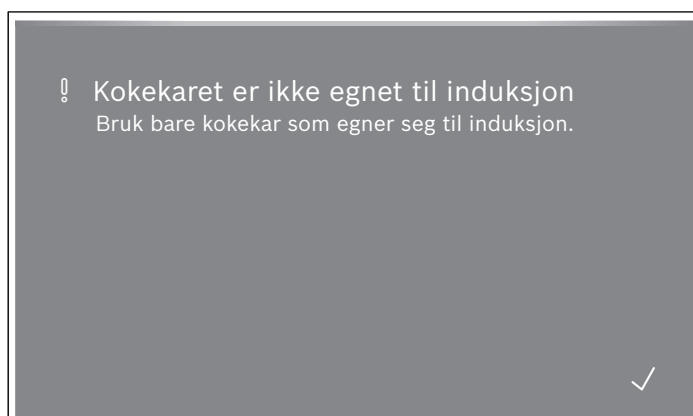 Kokekaret er ikke egnet til induksjon
Bruk bare kokekar som egner seg til induksjon.